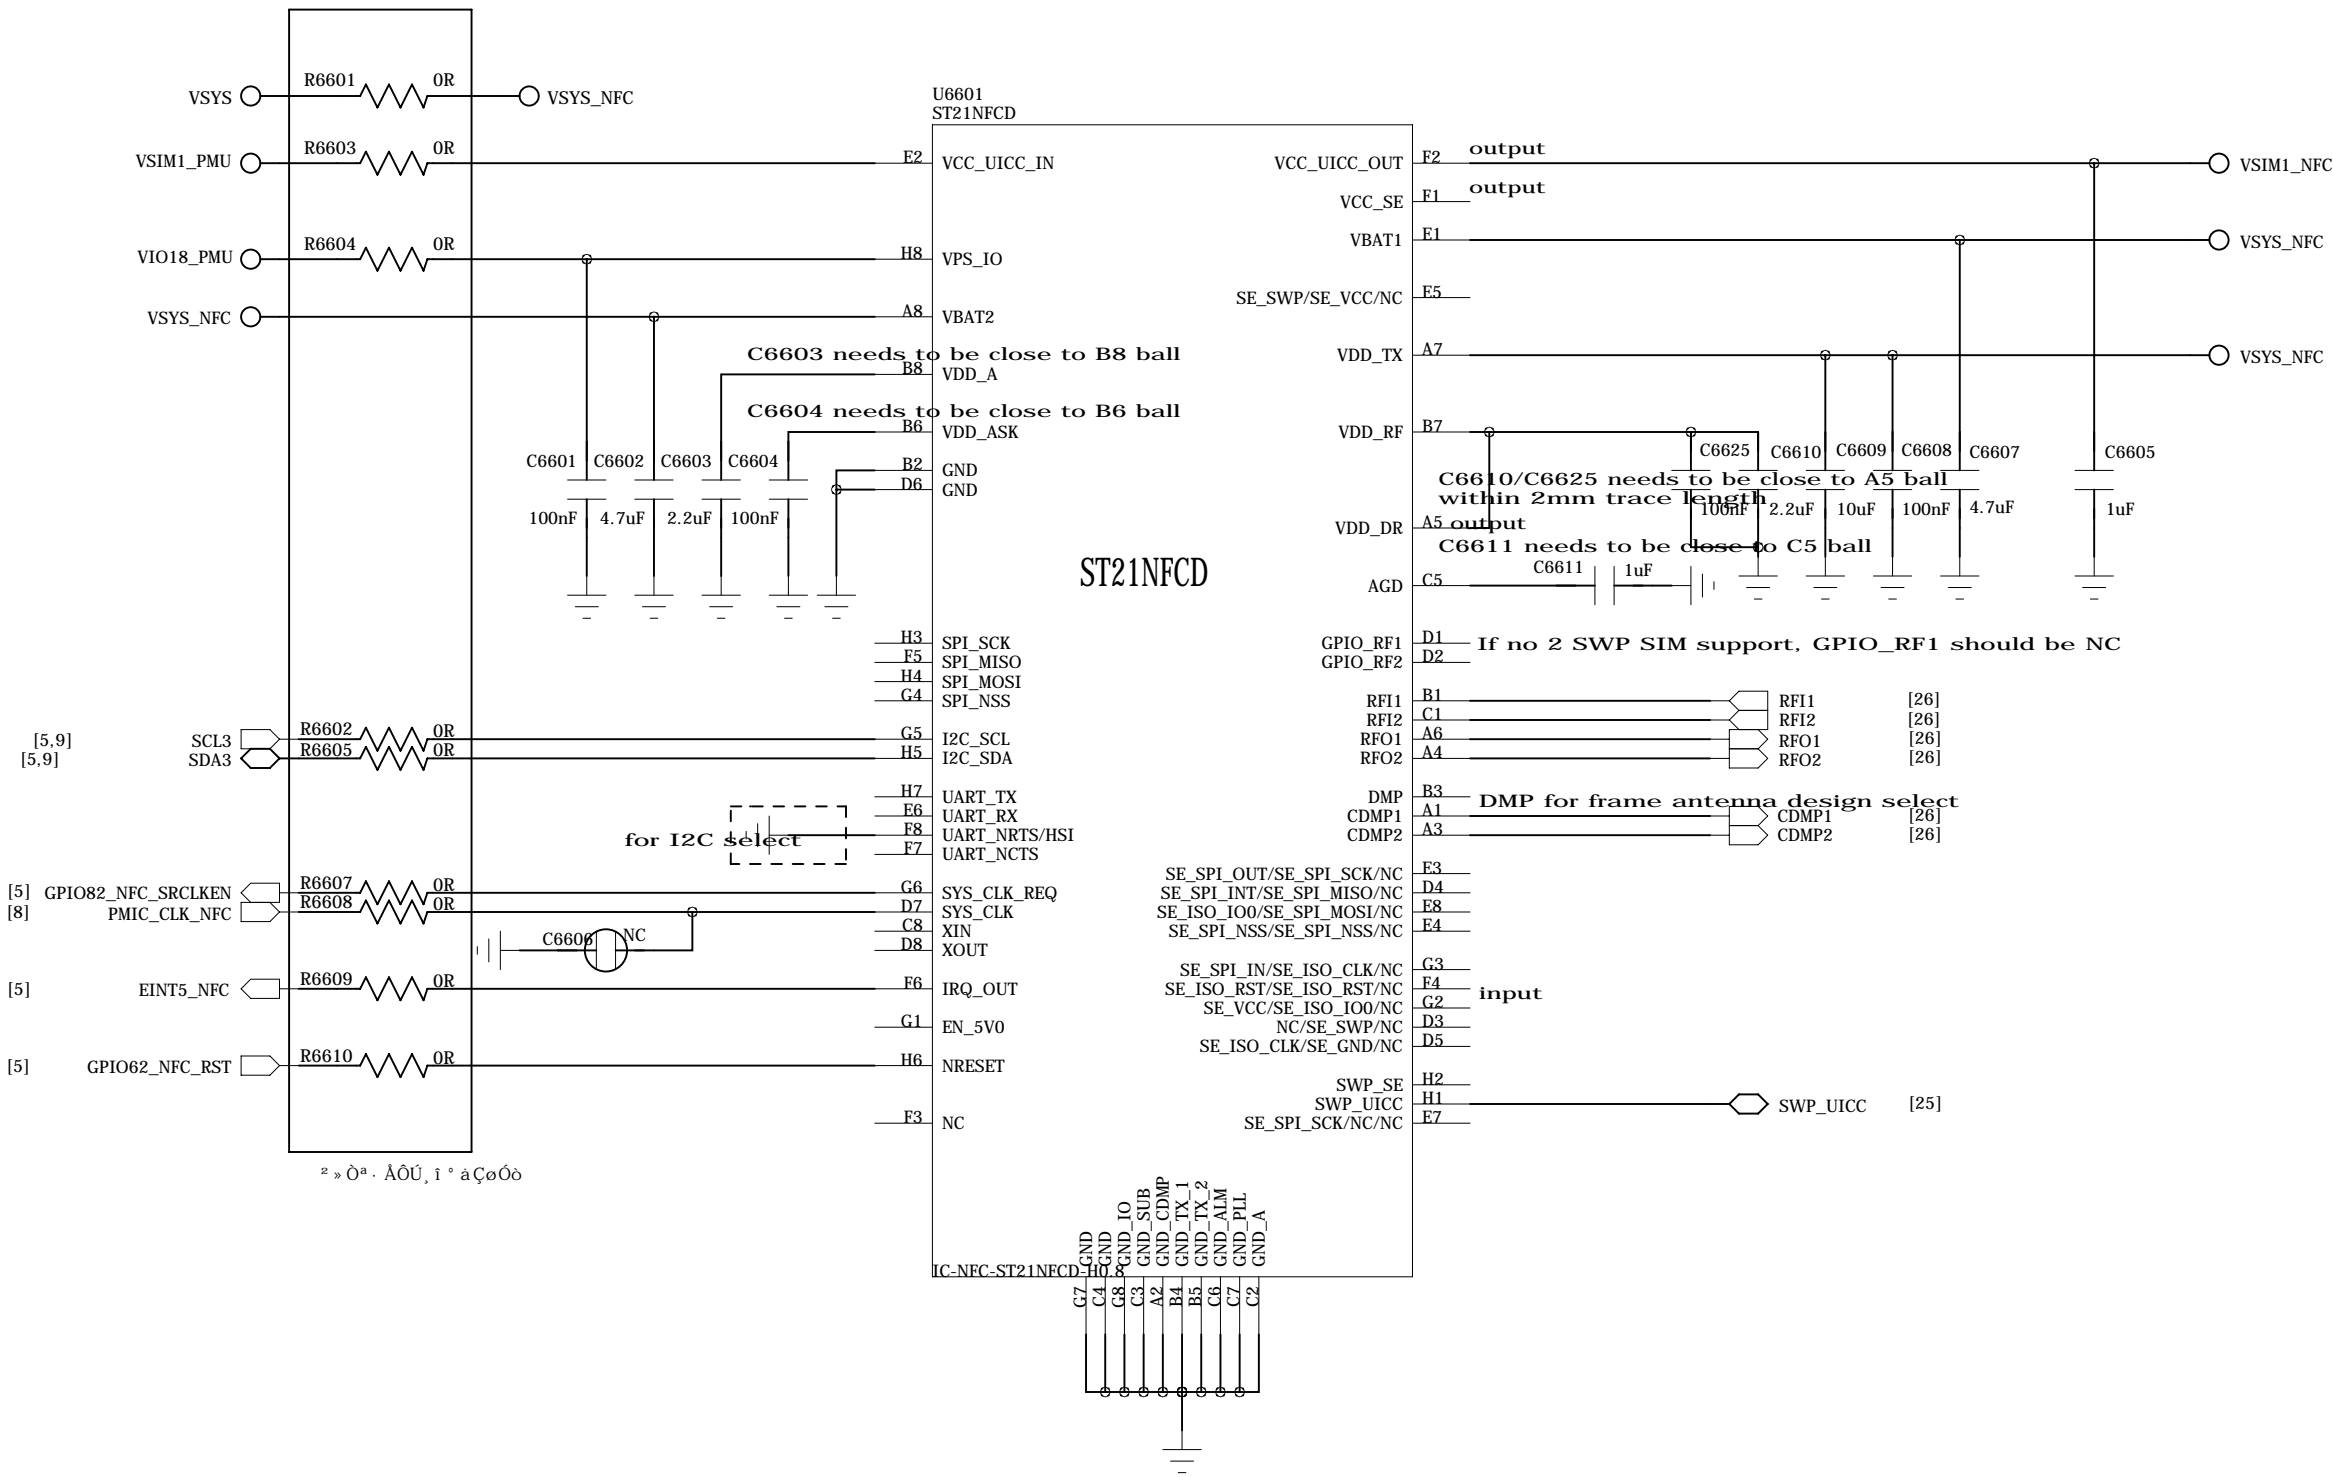 U6601
ST21NFCD
R6601 0R
VSYS VSYS_NFC
R6603 0R
VSIM1_PMU E2 VCC_UICC_IN
VCC_UICC_OUT F2 output VSIM1_NFC
VCC_SE F1 output
R6604 0R
VIO18_PMU H8 VPS_IO
VBAT1 E1 VSYS_NFC
SE_SWP/SE_VCC/NC E5
VSYS_NFC A8 VBAT2
C6603 needs to be close to B8 ball
B8 VDD_A
VDD_TX A7 VSYS_NFC
C6604 needs to be close to B6 ball
B6 VDD_ASK
VDD_RF B7
C6601 C6602 C6603 C6604
100nF 4.7uF 2.2uF 100nF
B2 GND
D6 GND
C6625 C6610 C6609 C6608 C6607 C6605
C6610/C6625 needs to be close to A5 ball
within 2mm trace length
100nF 2.2uF 10uF 100nF 4.7uF 1uF
VDD_DR A5 output
C6611 needs to be close to C5 ball
C6611 1uF
AGD C5
ST21NFCD
H3 SPI_SCK
F5 SPI_MISO
H4 SPI_MOSI
G4 SPI_NSS
GPIO_RF1 D1 If no 2 SWP SIM support, GPIO_RF1 should be NC
GPIO_RF2 D2
RFI1 B1 RFI1 [26]
RFI2 C1 RFI2 [26]
RFO1 A6 RFO1 [26]
RFO2 A4 RFO2 [26]
[5,9] SCL3 R6602 0R G5 I2C_SCL
[5,9] SDA3 R6605 0R H5 I2C_SDA
H7 UART_TX
E6 UART_RX
for I2C select F8 UART_NRTS/HSI
F7 UART_NCTS
DMP B3 DMP for frame antenna design select
CDMP1 A1 CDMP1 [26]
CDMP2 A3 CDMP2 [26]
[5] GPIO82_NFC_SRCLKEN R6607 0R G6 SYS_CLK_REQ
[8] PMIC_CLK_NFC R6608 0R D7 SYS_CLK
C8 XIN
C6606 NC D8 XOUT
SE_SPI_OUT/SE_SPI_SCK/NC E3
SE_SPI_INT/SE_SPI_MISO/NC D4
SE_ISO_IO0/SE_SPI_MOSI/NC E8
SE_SPI_NSS/SE_SPI_NSS/NC E4
[5] EINT5_NFC R6609 0R F6 IRQ_OUT
G1 EN_5V0
SE_SPI_IN/SE_ISO_CLK/NC G3
SE_ISO_RST/SE_ISO_RST/NC F4 input
SE_VCC/SE_ISO_IO0/NC G2
NC/SE_SWP/NC D3
SE_ISO_CLK/SE_GND/NC D5
[5] GPIO62_NFC_RST R6610 0R H6 NRESET
F3 NC
SWP_SE H2
SWP_UICC H1 SWP_UICC [25]
SE_SPI_SCK/NC/NC E7
²»Òª·ÅÔÚ¸îº åÇøÓò
GND GND GND_IO GND_SUB GND_CDMP GND_TX_1 GND_TX_2 GND_ALM GND_PLL GND_A
IC-NFC-ST21NFCD-H0.8
G7 C4 G8 C3 A2 B4 B5 C6 C7 C2